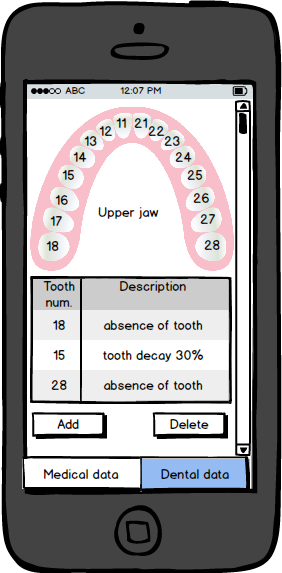 ABC 12:07 PM
11 21
12 22
13 23
14 24
15 25
16 26
17 27
18 28
Upper jaw
Tooth num. Description
18 absence of tooth
15 tooth decay 30%
28 absence of tooth
Add Delete
Medical data Dental data